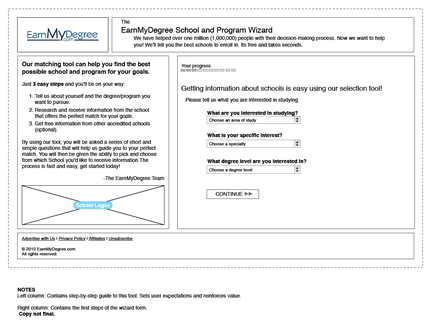 EarnMyDegree
.com
The
EarnMyDegree School and Program Wizard
We have helped over one million (1,000,000) people with their decision-making process. Now we want to help
you! We'll tell you the best schools to enroll in. Its free and takes seconds.
Our matching tool can help you find the best
possible school and program for your goals.
Just 3 easy steps and you'll be on your way:
1. Tell us about yourself and the degree/program you
want to pursue.
2. Research and receive information from the school
that offers the perfect match for your goals.
3. Get free information from other accredited schools
(optional).
By using our tool, you will be asked a series of short and
simple questions that will help us guide you to your perfect
match. You will then be given the ability to pick and choose
from which School you'd like to receive information. The
process is fast and easy, get started today!
-The EarnMyDegree Team
School Logos
Your progress
Getting information about schools is easy using our selection tool!
Please tell us what you are interested in studying:
What are you interested in studying?
Choose an area of study
What is your specific interest?
Choose a specialty
What degree level are you interested in?
Choose a degree level
CONTINUE ►►
Advertise with Us | Privacy Policy | Affiliates | Unsubscribe
© 2010 EarnMyDegree.com
All rights reserved.
NOTES
Left column: Contains step-by-step guide to this tool. Sets user expectations and reinforces value.
Right column: Contains the first steps of the wizard form.
Copy not final.